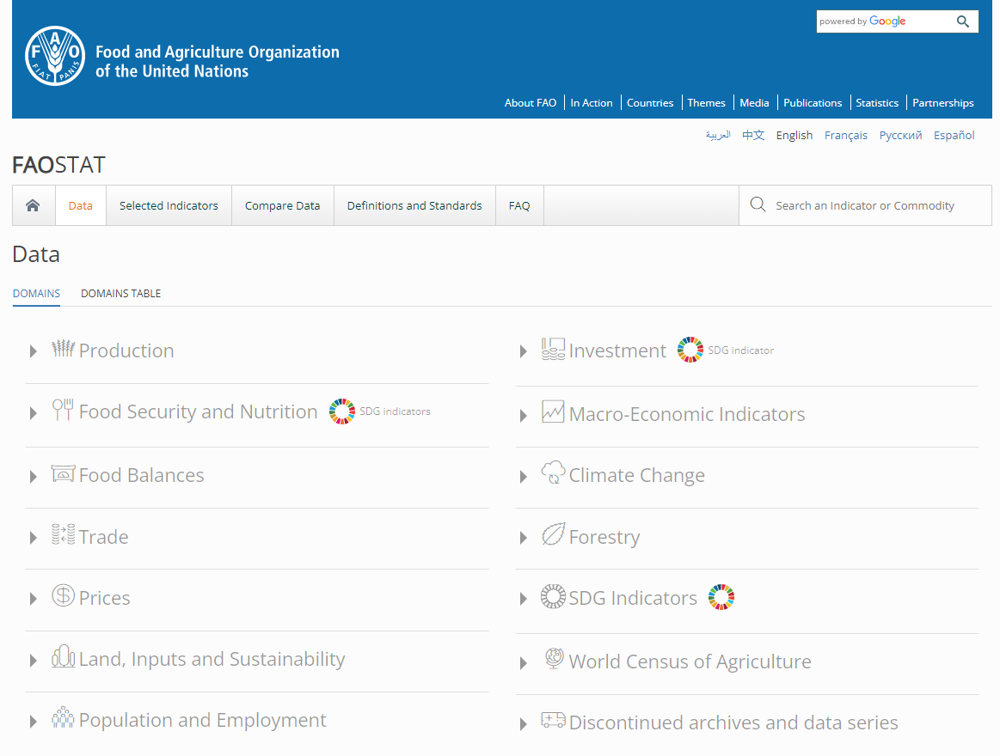 powered by Google
FAO
FIAT PANIS
Food and Agriculture Organization
of the United Nations
About FAO
In Action
Countries
Themes
Media
Publications
Statistics
Partnerships
العربية
中文
English
Français
Русский
Español
FAOSTAT
Data
Selected Indicators
Compare Data
Definitions and Standards
FAQ
Search an Indicator or Commodity
Data
DOMAINS
DOMAINS TABLE
Production
Food Security and Nutrition
SDG indicators
Food Balances
Trade
Prices
Land, Inputs and Sustainability
Population and Employment
Investment
SDG indicator
Macro-Economic Indicators
Climate Change
Forestry
SDG Indicators
World Census of Agriculture
Discontinued archives and data series